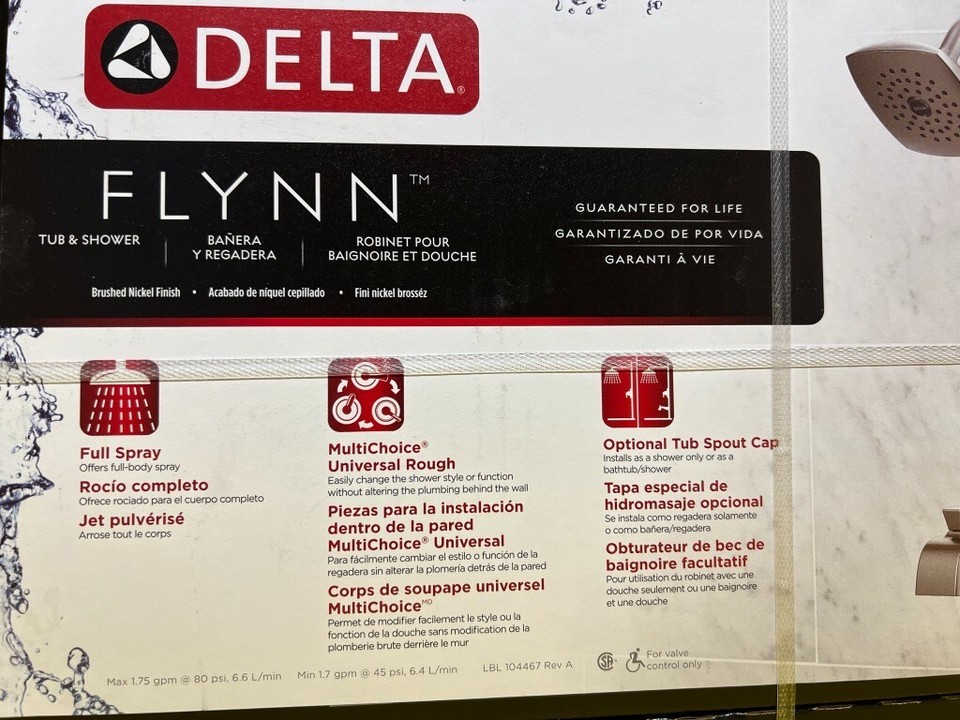 DELTA®
FLYNN™
TUB & SHOWER
BAÑERA
Y REGADERA
ROBINET POUR
BAIGNOIRE ET DOUCHE
Brushed Nickel Finish • Acabado de níquel cepillado • Fini nickel brosséz
GUARANTEED FOR LIFE
GARANTIZADO DE POR VIDA
GARANTI À VIE
Full Spray
Offers full-body spray
Rocío completo
Ofrece rociado para el cuerpo completo
Jet pulvérisé
Arrose tout le corps
MultiChoice®
Universal Rough
Easily change the shower style or function
without altering the plumbing behind the wall
Piezas para la instalación
dentro de la pared
MultiChoice® Universal
Para fácilmente cambiar el estilo o función de la
regadera sin alterar la plomería detrás de la pared
Corps de soupape universel
MultiChoice MD
Permet de modifier facilement le style ou la
fonction de la douche sans modification de la
plomberie brute derrière le mur
Optional Tub Spout Cap
Installs as a shower only or as a
bathtub/shower
Tapa especial de
hidromasaje opcional
Se instala como regadera solamente
o como bañera/regadera
Obturateur de bec de
baignoire facultatif
Pour utilisation du robinet avec une
douche seulement ou une baignoire
et une douche
Max 1.75 gpm @ 80 psi, 6.6 L/min
Min 1.7 gpm @ 45 psi, 6.4 L/min
LBL 104467 Rev A
For valve
control only